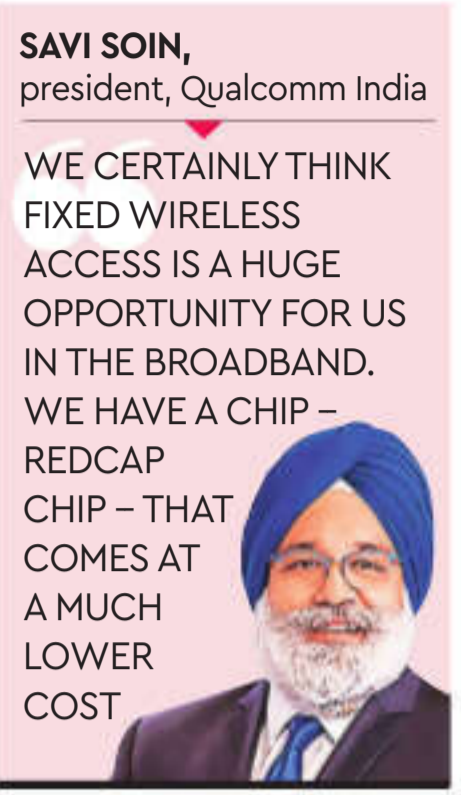 SAVI SOIN,
president, Qualcomm India
WE CERTAINLY THINK
FIXED WIRELESS
ACCESS IS A HUGE
OPPORTUNITY FOR US
IN THE BROADBAND.
WE HAVE A CHIP –
REDCAP
CHIP – THAT
COMES AT
A MUCH
LOWER
COST